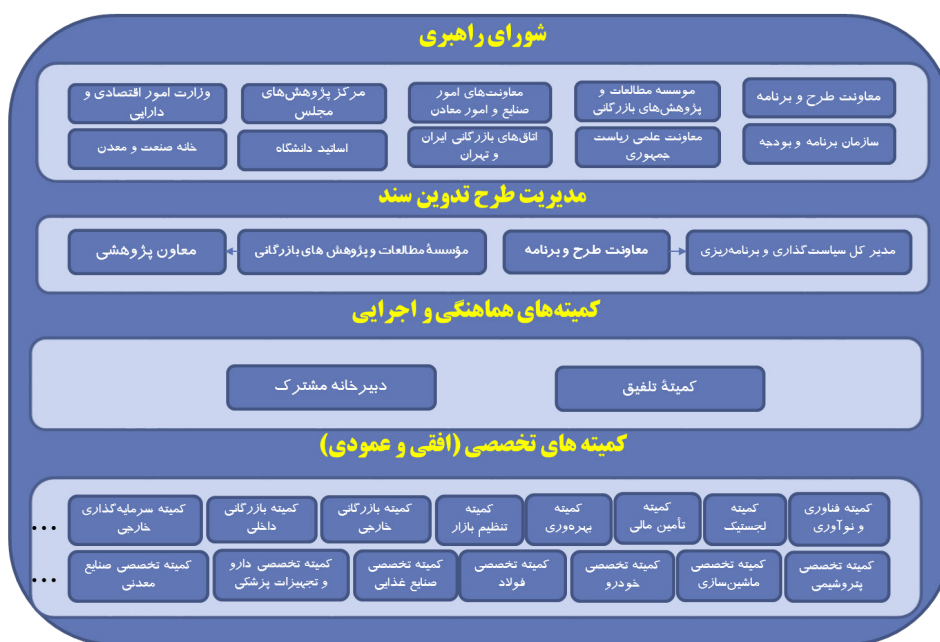 شورای راهبری
معاونت طرح و برنامه
موسسه مطالعات و
پژوهش‌های بازرگانی
معاونت‌های امور
صنایع و امور معادن
مرکز پژوهش‌های
مجلس
وزارت امور اقتصادی و
دارایی
سازمان برنامه و بودجه
معاونت علمی ریاست
جمهوری
اتاق‌های بازرگانی ایران
و تهران
اساتید دانشگاه
خانه صنعت و معدن
مدیریت طرح تدوین سند
مدیر کل سیاست‌گذاری و برنامه‌ریزی
معاونت طرح و برنامه
مؤسسۀ مطالعات و پژوهش های بازرگانی
معاون پژوهشی
کمیته‌های هماهنگی و اجرایی
کمیتۀ تلفیق
دبیرخانه مشترک
کمیته های تخصصی (افقی و عمودی)
کمیته فناوری
و نوآوری
کمیته
لجستیک
کمیته
تأمین مالی
کمیته
بهره‌وری
کمیته
تنظیم بازار
کمیته بازرگانی
خارجی
کمیته بازرگانی
داخلی
کمیته سرمایه‌گذاری
خارجی
...
کمیته تخصصی
پتروشیمی
کمیته تخصصی
ماشین‌سازی
کمیته تخصصی
خودرو
کمیته تخصصی
فولاد
کمیته تخصصی
صنایع غذایی
کمیته تخصصی دارو
و تجهیزات پزشکی
کمیته تخصصی صنایع
معدنی
...